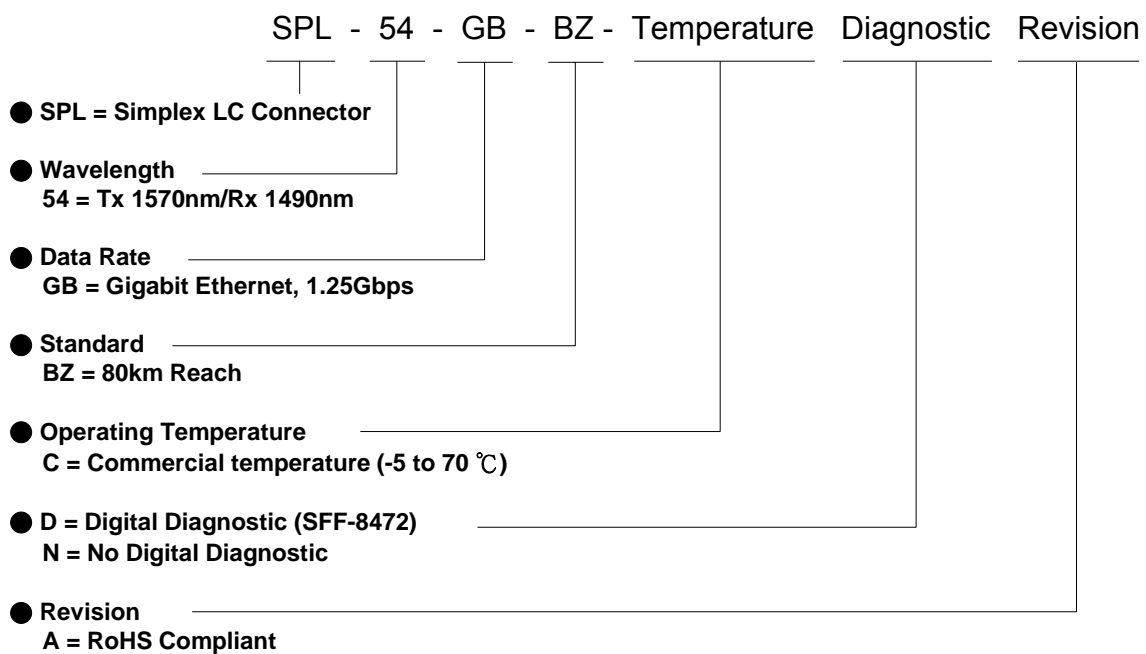 SPL - 54 - GB - BZ - Temperature Diagnostic Revision
● SPL = Simplex LC Connector
● Wavelength
54 = Tx 1570nm/Rx 1490nm
● Data Rate
GB = Gigabit Ethernet, 1.25Gbps
● Standard
BZ = 80km Reach
● Operating Temperature
C = Commercial temperature (-5 to 70 ℃)
● D = Digital Diagnostic (SFF-8472)
N = No Digital Diagnostic
● Revision
A = RoHS Compliant